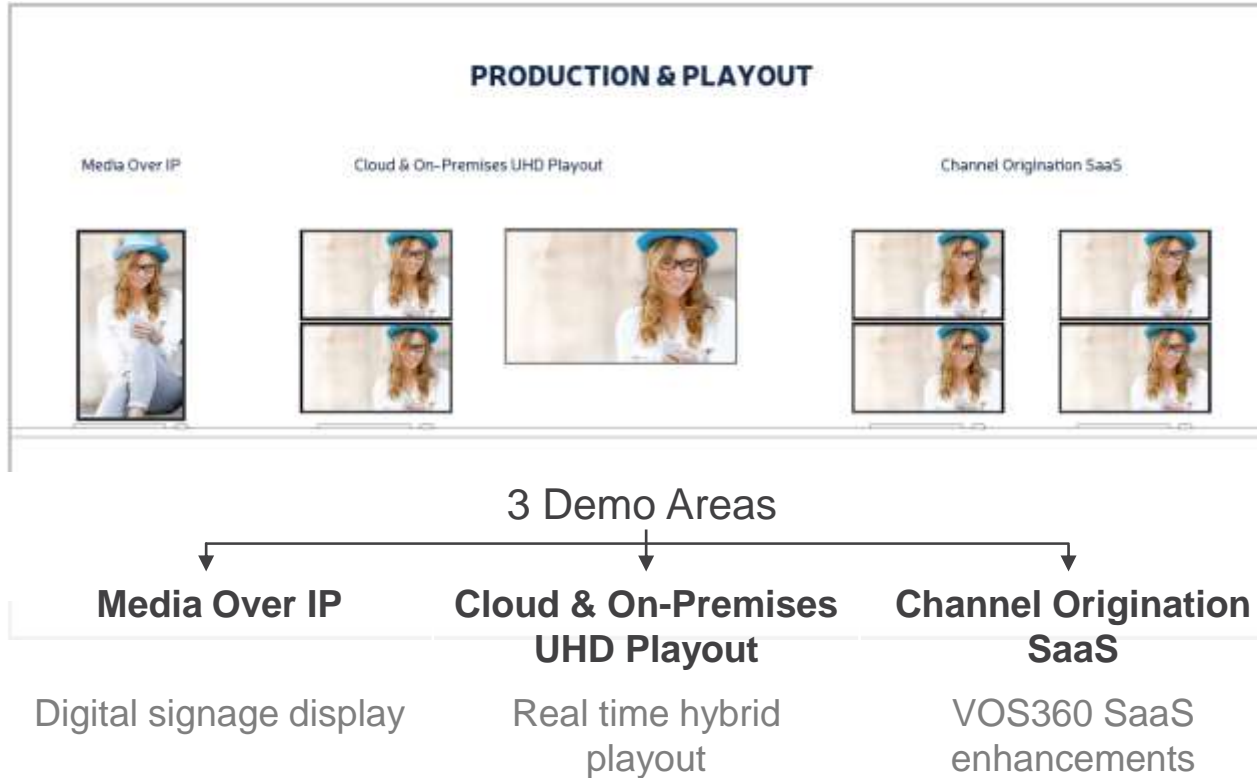 PRODUCTION & PLAYOUT
Media Over IP
Cloud & On-Premises UHD Playout
Channel Origination SaaS
3 Demo Areas
Media Over IP
Cloud & On-Premises
UHD Playout
Channel Origination
SaaS
Digital signage display
Real time hybrid
playout
VOS360 SaaS
enhancements